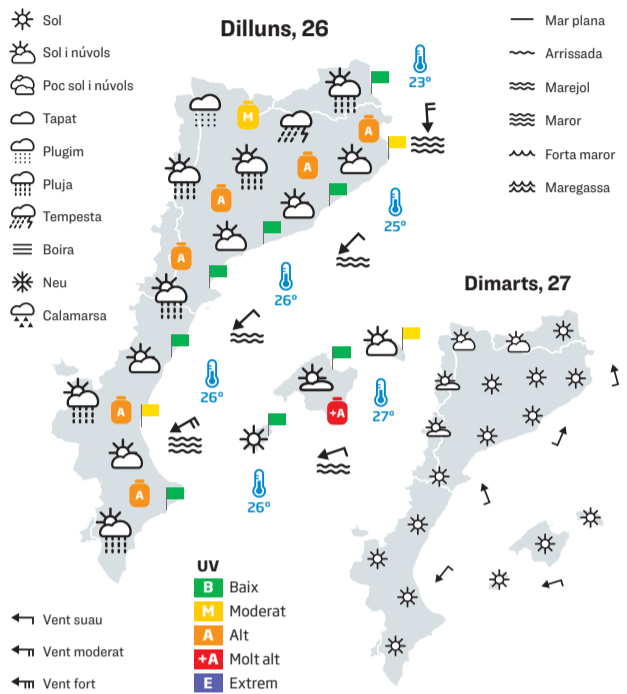 Dilluns, 26
Sol
Sol i núvols
Poc sol i núvols
Tapat
Plugim
Pluja
Tempesta
Boira
Neu
Calamarsa
Mar plana
Arrissada
Marejol
Maror
Forta maror
Maregassa
23°
M
A
A
A
25°
A
26°
26°
A
+A
27°
A
26°
Dimarts, 27
UV
B Baix
M Moderat
A Alt
+A Molt alt
E Extrem
Vent suau
Vent moderat
Vent fort